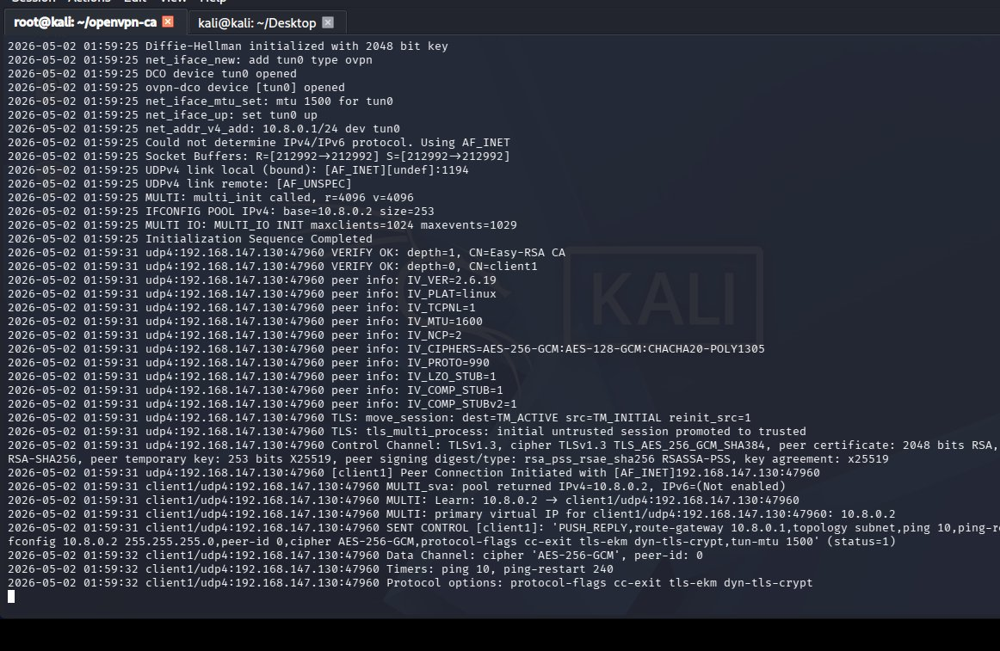 Session Actions Edit View Help
root@kali: ~/openvpn-ca
kali@kali: ~/Desktop
2026-05-02 01:59:25 Diffie-Hellman initialized with 2048 bit key
2026-05-02 01:59:25 net_iface_new: add tun0 type ovpn
2026-05-02 01:59:25 DCO device tun0 opened
2026-05-02 01:59:25 ovpn-dco device [tun0] opened
2026-05-02 01:59:25 net_iface_mtu_set: mtu 1500 for tun0
2026-05-02 01:59:25 net_iface_up: set tun0 up
2026-05-02 01:59:25 net_addr_v4_add: 10.8.0.1/24 dev tun0
2026-05-02 01:59:25 Could not determine IPv4/IPv6 protocol. Using AF_INET
2026-05-02 01:59:25 Socket Buffers: R=[212992→212992] S=[212992→212992]
2026-05-02 01:59:25 UDPv4 link local (bound): [AF_INET][undef]:1194
2026-05-02 01:59:25 UDPv4 link remote: [AF_UNSPEC]
2026-05-02 01:59:25 MULTI: multi_init called, r=4096 v=4096
2026-05-02 01:59:25 IFCONFIG POOL IPv4: base=10.8.0.2 size=253
2026-05-02 01:59:25 MULTI IO: MULTI_IO INIT maxclients=1024 maxevents=1029
2026-05-02 01:59:25 Initialization Sequence Completed
2026-05-02 01:59:31 udp4:192.168.147.130:47960 VERIFY OK: depth=1, CN=Easy-RSA CA
2026-05-02 01:59:31 udp4:192.168.147.130:47960 VERIFY OK: depth=0, CN=client1
2026-05-02 01:59:31 udp4:192.168.147.130:47960 peer info: IV_VER=2.6.19
2026-05-02 01:59:31 udp4:192.168.147.130:47960 peer info: IV_PLAT=linux
2026-05-02 01:59:31 udp4:192.168.147.130:47960 peer info: IV_TCPNL=1
2026-05-02 01:59:31 udp4:192.168.147.130:47960 peer info: IV_MTU=1600
2026-05-02 01:59:31 udp4:192.168.147.130:47960 peer info: IV_NCP=2
2026-05-02 01:59:31 udp4:192.168.147.130:47960 peer info: IV_CIPHERS=AES-256-GCM:AES-128-GCM:CHACHA20-POLY1305
2026-05-02 01:59:31 udp4:192.168.147.130:47960 peer info: IV_PROTO=990
2026-05-02 01:59:31 udp4:192.168.147.130:47960 peer info: IV_LZO_STUB=1
2026-05-02 01:59:31 udp4:192.168.147.130:47960 peer info: IV_COMP_STUB=1
2026-05-02 01:59:31 udp4:192.168.147.130:47960 peer info: IV_COMP_STUBv2=1
2026-05-02 01:59:31 udp4:192.168.147.130:47960 TLS: move_session: dest=TM_ACTIVE src=TM_INITIAL reinit_src=1
2026-05-02 01:59:31 udp4:192.168.147.130:47960 TLS: tls_multi_process: initial untrusted session promoted to trusted
2026-05-02 01:59:31 udp4:192.168.147.130:47960 Control Channel: TLSv1.3, cipher TLSv1.3 TLS_AES_256_GCM_SHA384, peer certificate: 2048 bits RSA,
RSA-SHA256, peer temporary key: 253 bits X25519, peer signing digest/type: rsa_pss_rsae_sha256 RSASSA-PSS, key agreement: x25519
2026-05-02 01:59:31 udp4:192.168.147.130:47960 [client1] Peer Connection Initiated with [AF_INET]192.168.147.130:47960
2026-05-02 01:59:31 client1/udp4:192.168.147.130:47960 MULTI_sva: pool returned IPv4=10.8.0.2, IPv6=(Not enabled)
2026-05-02 01:59:31 client1/udp4:192.168.147.130:47960 MULTI: Learn: 10.8.0.2 → client1/udp4:192.168.147.130:47960
2026-05-02 01:59:31 client1/udp4:192.168.147.130:47960 MULTI: primary virtual IP for client1/udp4:192.168.147.130:47960: 10.8.0.2
2026-05-02 01:59:31 client1/udp4:192.168.147.130:47960 SENT CONTROL [client1]: 'PUSH_REPLY,route-gateway 10.8.0.1,topology subnet,ping 10,ping-re
fconfig 10.8.0.2 255.255.255.0,peer-id 0,cipher AES-256-GCM,protocol-flags cc-exit tls-ekm dyn-tls-crypt,tun-mtu 1500' (status=1)
2026-05-02 01:59:32 client1/udp4:192.168.147.130:47960 Data Channel: cipher 'AES-256-GCM', peer-id: 0
2026-05-02 01:59:32 client1/udp4:192.168.147.130:47960 Timers: ping 10, ping-restart 240
2026-05-02 01:59:32 client1/udp4:192.168.147.130:47960 Protocol options: protocol-flags cc-exit tls-ekm dyn-tls-crypt
KALI